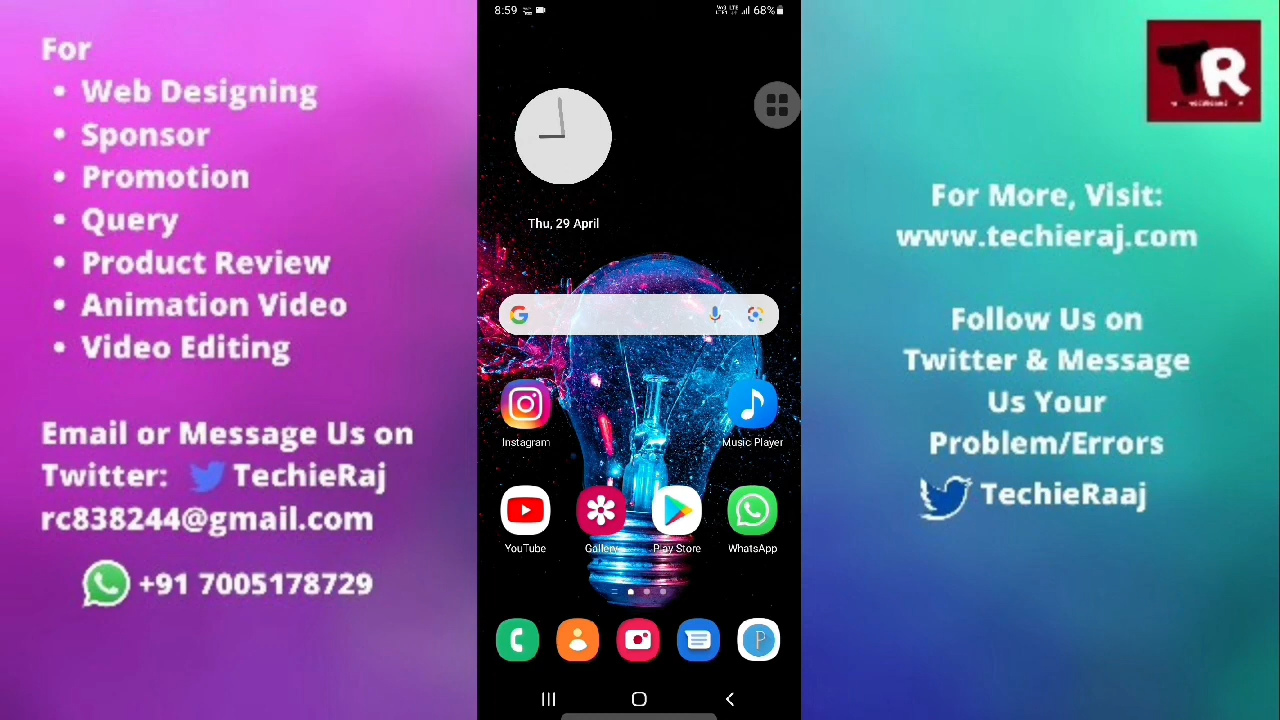 For
• Web Designing
• Sponsor
• Promotion
• Query
• Product Review
• Animation Video
• Video Editing
Email or Message Us on
Twitter: TechieRaj
rc838244@gmail.com
+91 7005178729
8:59
68%
Thu, 29 April
G
Instagram
Music Player
YouTube
Gallery
Play Store
WhatsApp
P
TR
For More, Visit:
www.techieraj.com
Follow Us on
Twitter & Message
Us Your
Problem/Errors
TechieRaaj